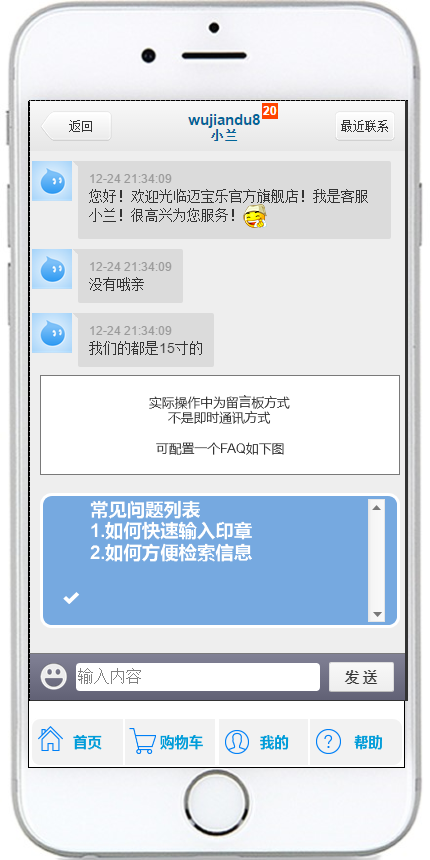 返回
wujiandu8
20
小兰
最近联系
12-24 21:34:09
您好！欢迎光临迈宝乐官方旗舰店！我是客服
小兰！很高兴为您服务！
12-24 21:34:09
没有哦亲
12-24 21:34:09
我们的都是15寸的
实际操作中为留言板方式
不是即时通讯方式
可配置一个FAQ如下图
常见问题列表
1.如何快速输入印章
2.如何方便检索信息
输入内容
发 送
首页
购物车
我的
帮助